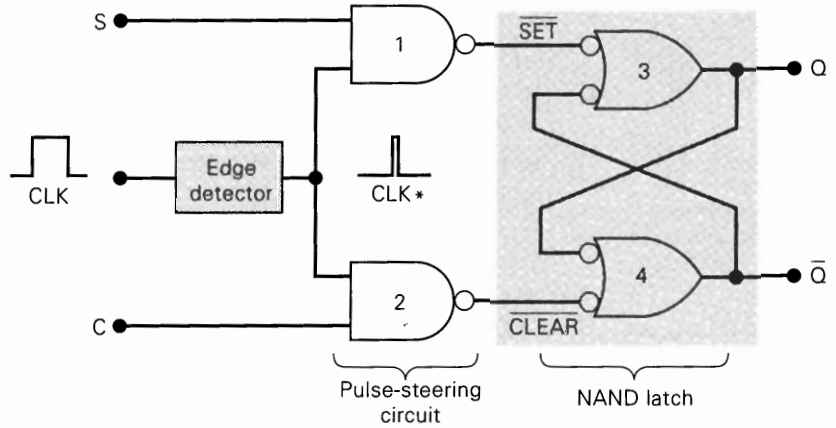 S
1
SET
3
Q
Edge
detector
CLK
CLK*
4
Q
2
C
CLEAR
Pulse-steering
circuit
NAND latch